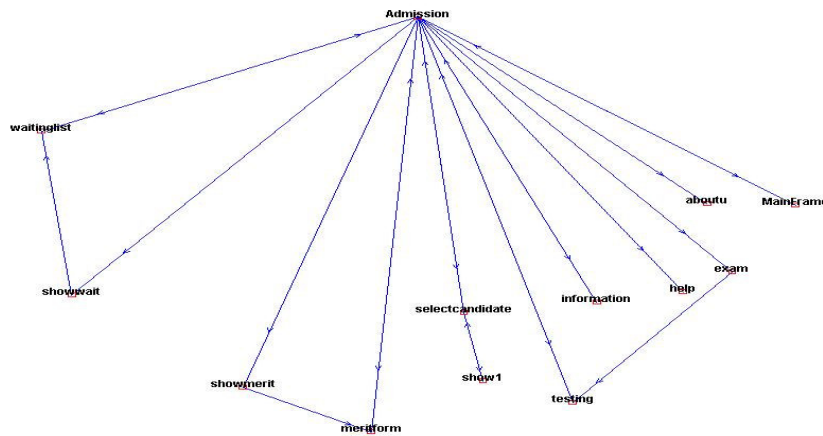 Admission
waitinglist
aboutu
MainFrame
exam
help
showwait
information
selectcandidate
show1
showmerit
testing
meritform